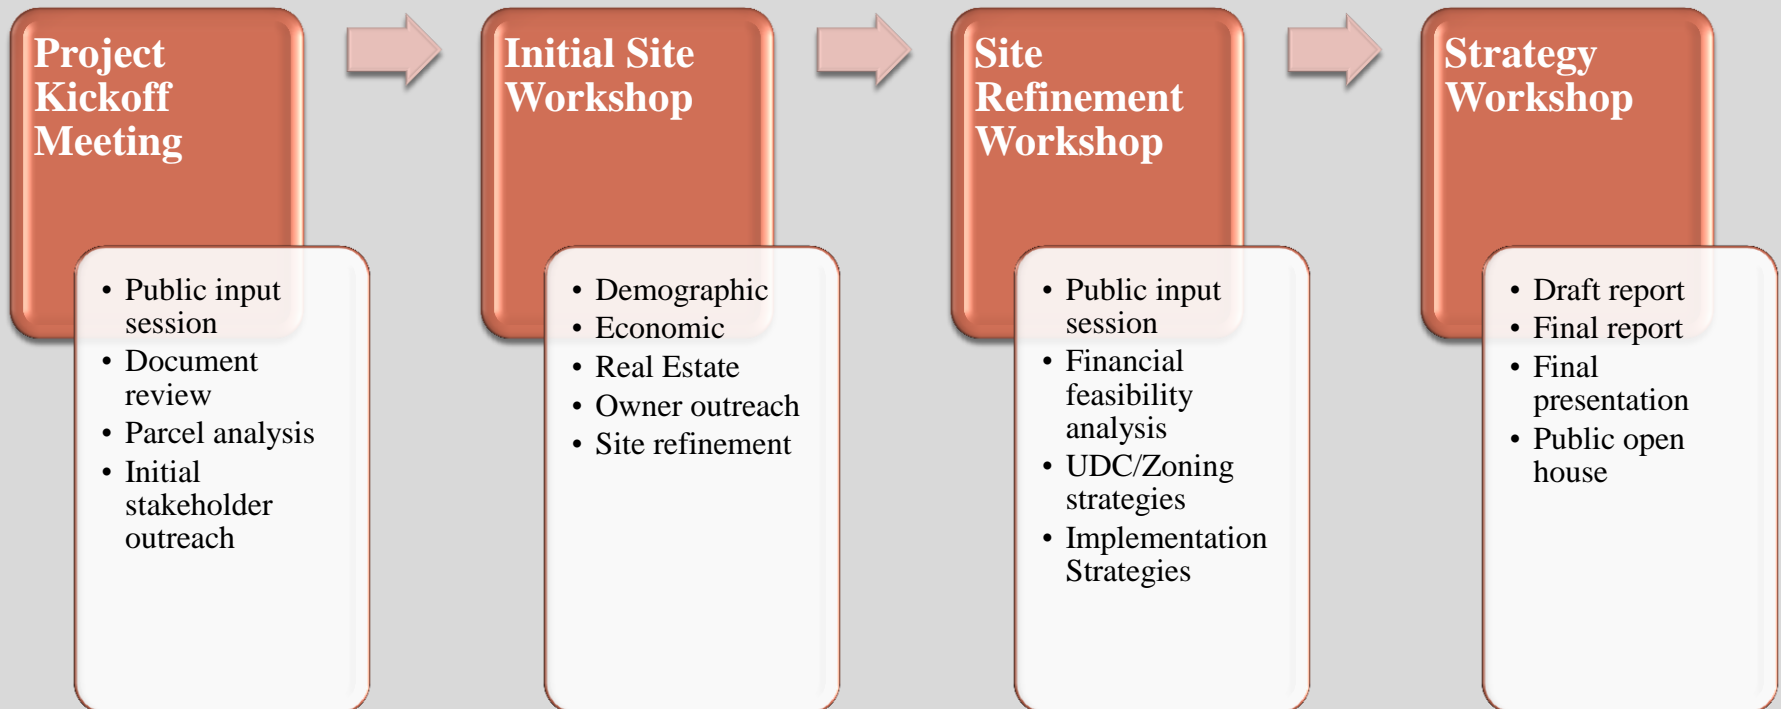 Project
Kickoff
Meeting
• Public input
session
• Document
review
• Parcel analysis
• Initial
stakeholder
outreach
Initial Site
Workshop
• Demographic
• Economic
• Real Estate
• Owner outreach
• Site refinement
Site
Refinement
Workshop
• Public input
session
• Financial
feasibility
analysis
• UDC/Zoning
strategies
• Implementation
Strategies
Strategy
Workshop
• Draft report
• Final report
• Final
presentation
• Public open
house